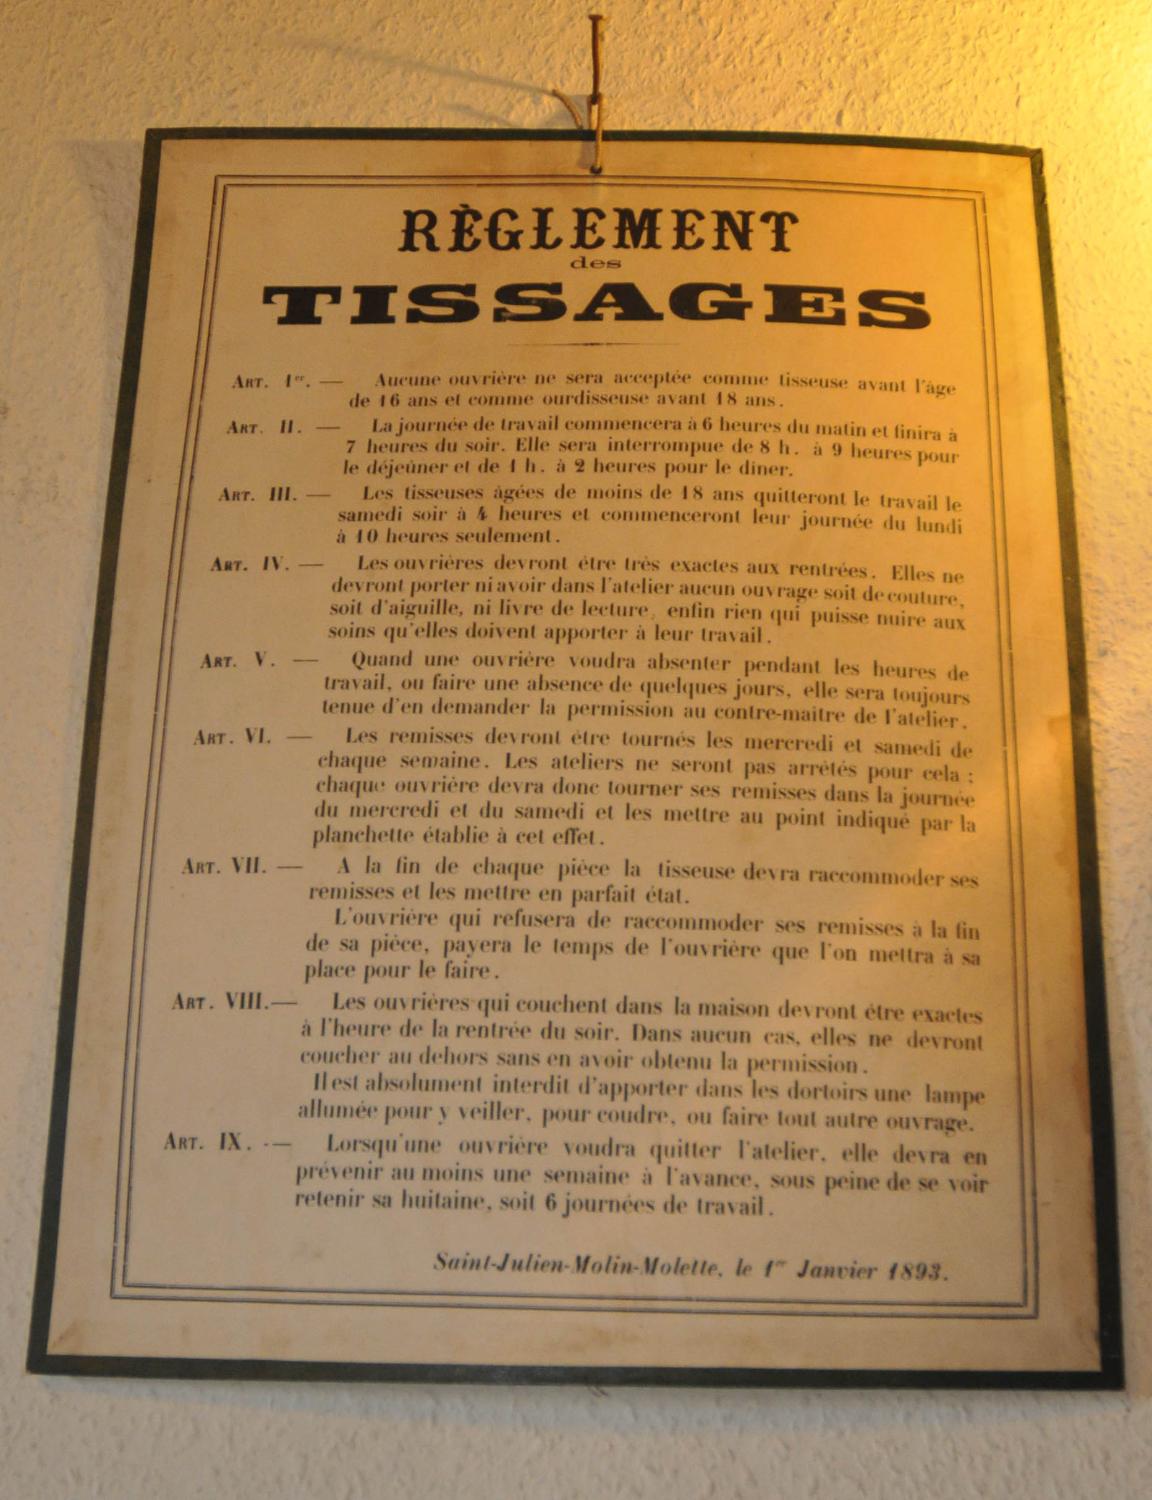 RÈGLEMENT
des
TISSAGES
ART. 1er. — Aucune ouvrière ne sera acceptée comme tisseuse avant l'âge
de 16 ans et comme ourdisseuse avant 18 ans.
ART. II. — La journée de travail commencera à 6 heures du matin et finira à
7 heures du soir. Elle sera interrompue de 8 h. à 9 heures pour
le déjeûner et de 1 h. à 2 heures pour le dîner.
ART. III. — Les tisseuses âgées de moins de 18 ans quitteront le travail le
samedi soir à 4 heures et commenceront leur journée du lundi
à 10 heures seulement.
ART. IV. — Les ouvrières devront être très exactes aux rentrées. Elles ne
devront porter ni avoir dans l'atelier aucun ouvrage soit de couture,
soit d'aiguille, ni livre de lecture, enfin rien qui puisse nuire aux
soins qu'elles doivent apporter à leur travail.
ART. V. — Quand une ouvrière voudra absenter pendant les heures de
travail, ou faire une absence de quelques jours, elle sera toujours
tenue d'en demander la permission au contre-maître de l'atelier.
ART. VI. — Les remisses devront être tournés les mercredi et samedi de
chaque semaine. Les ateliers ne seront pas arrêtés pour cela ;
chaque ouvrière devra donc tourner ses remisses dans la journée
du mercredi et du samedi et les mettre au point indiqué par la
planchette établie à cet effet.
ART. VII. — A la fin de chaque pièce la tisseuse devra raccommoder ses
remisses et les mettre en parfait état.
L'ouvrière qui refusera de raccommoder ses remisses à la fin
de sa pièce, payera le temps de l'ouvrière que l'on mettra à sa
place pour le faire.
ART. VIII. — Les ouvrières qui couchent dans la maison devront être exactes
à l'heure de la rentrée du soir. Dans aucun cas, elles ne devront
coucher au dehors sans en avoir obtenu la permission.
Il est absolument interdit d'apporter dans les dortoirs une lampe
allumée pour y veiller, pour coudre, ou faire tout autre ouvrage.
ART. IX. — Lorsqu'une ouvrière voudra quitter l'atelier, elle devra en
prévenir au moins une semaine à l'avance, sous peine de se voir
retenir sa huitaine, soit 6 journées de travail.
Saint-Julien-Molin-Molette, le 1er Janvier 1893.